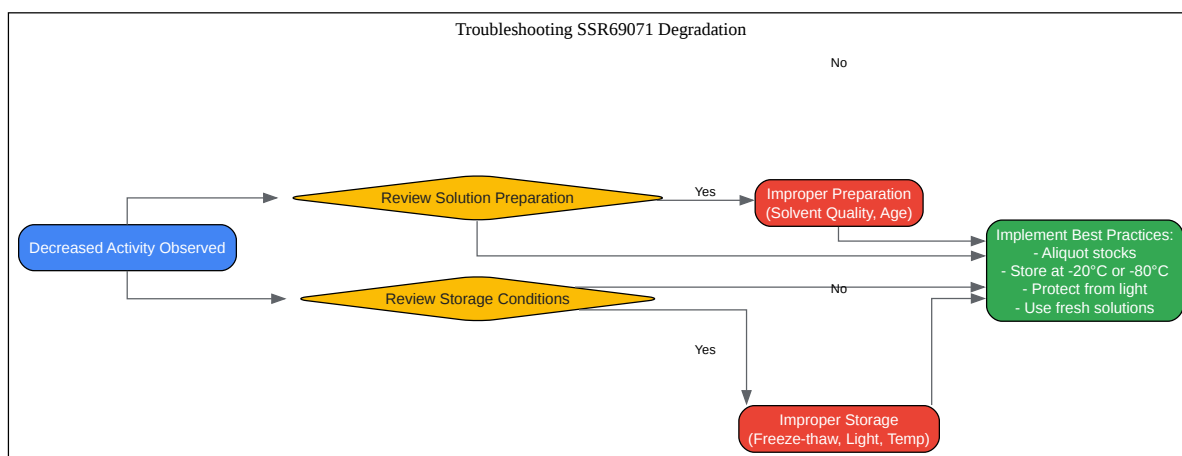 Troubleshooting SSR69071 Degradation
No
Review Solution Preparation
Yes
Improper Preparation
(Solvent Quality, Age)
Decreased Activity Observed
Implement Best Practices:
- Aliquot stocks
- Store at -20°C or -80°C
- Protect from light
- Use fresh solutions
Review Storage Conditions
No
Yes
Improper Storage
(Freeze-thaw, Light, Temp)